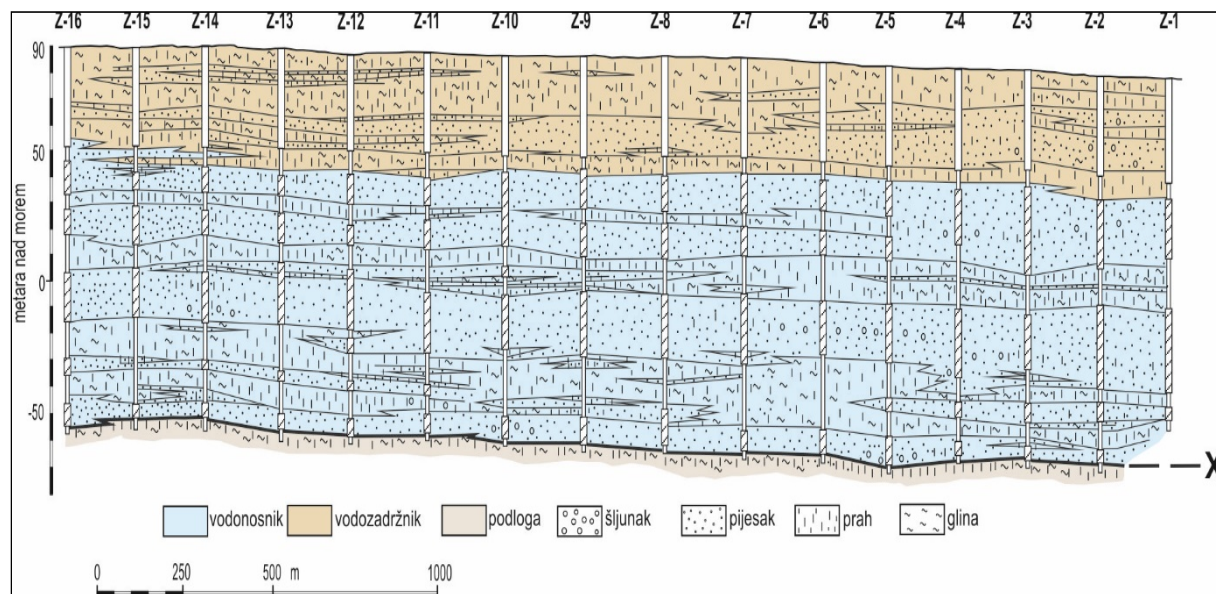 Z-16 Z-15 Z-14 Z-13 Z-12 Z-11 Z-10 Z-9 Z-8 Z-7 Z-6 Z-5 Z-4 Z-3 Z-2 Z-1
90
50
metara nad morem
0
-50
X
vodonosnik vodozadržnik podloga šljunak pijesak prah glina
0 250 500 m 1000